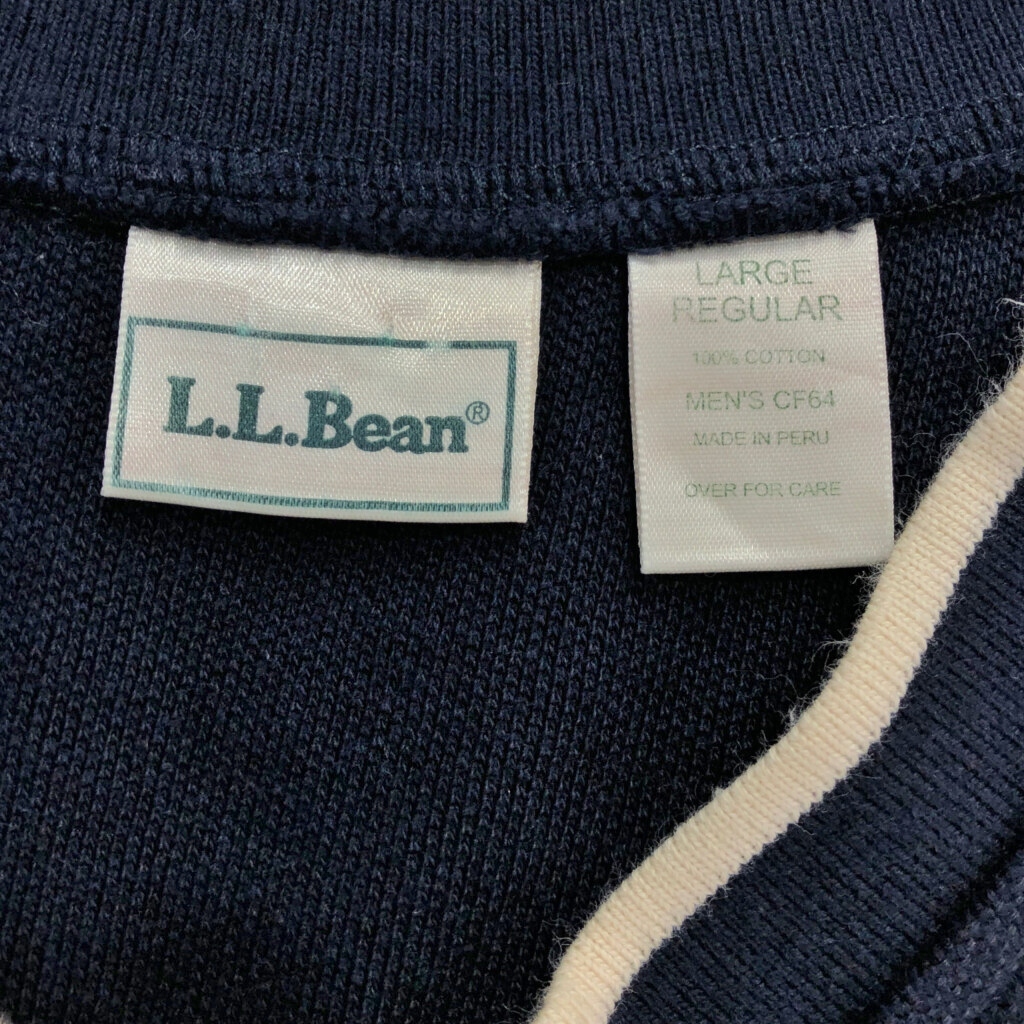 L.L.Bean®
LARGE
REGULAR
100% COTTON
MEN'S CF64
MADE IN PERU
OVER FOR CARE